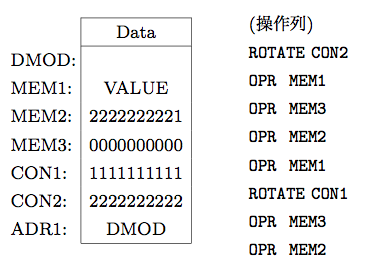 Data
DMOD:
MEM1: VALUE
MEM2: 2222222221
MEM3: 0000000000
CON1: 1111111111
CON2: 2222222222
ADR1: DMOD
(操作列)
ROTATE CON2
OPR MEM1
OPR MEM3
OPR MEM2
OPR MEM1
ROTATE CON1
OPR MEM3
OPR MEM2